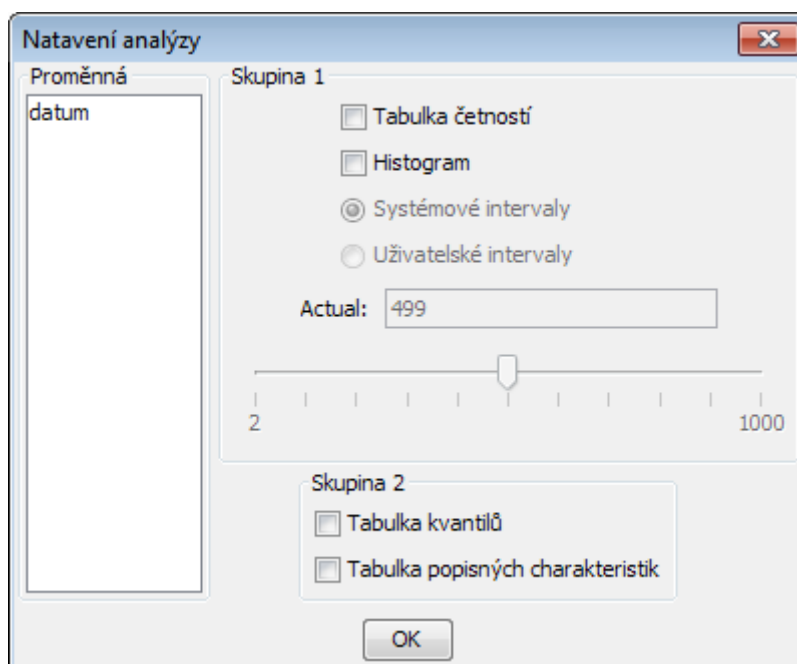 Natavení analýzy
Proměnná
datum
Skupina 1
Tabulka četností
Histogram
Systémové intervaly
Uživatelské intervaly
Actual: 499
2 1000
Skupina 2
Tabulka kvantilů
Tabulka popisných charakteristik
OK